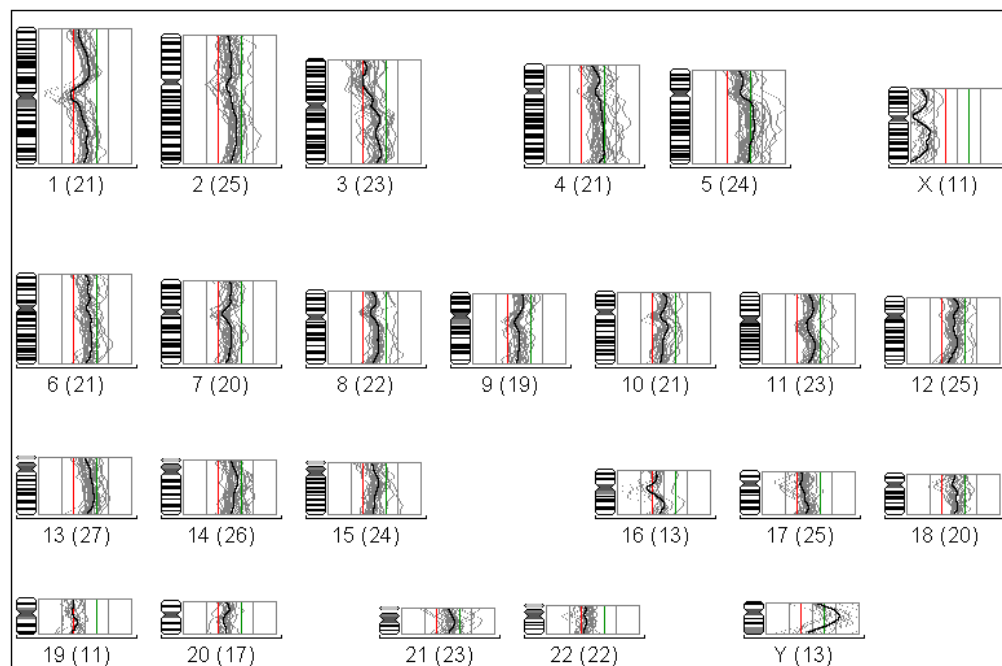 1 (21) 2 (25) 3 (23) 4 (21) 5 (24) X (11)
6 (21) 7 (20) 8 (22) 9 (19) 10 (21) 11 (23) 12 (25)
13 (27) 14 (26) 15 (24) 16 (13) 17 (25) 18 (20)
19 (11) 20 (17) 21 (23) 22 (22) Y (13)